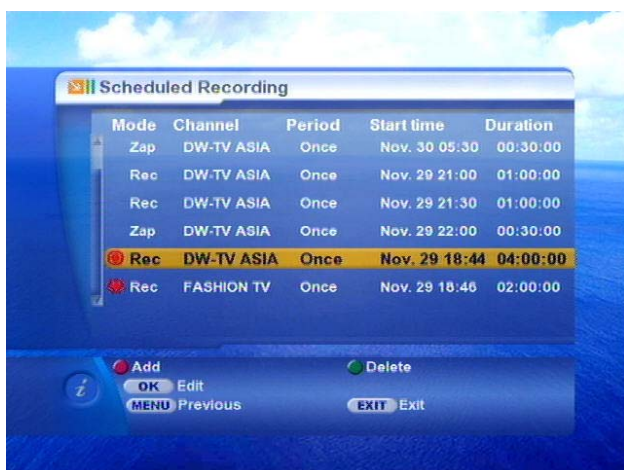 Scheduled Recording
Mode Channel Period Start time Duration
Zap DW-TV ASIA Once Nov. 30 05:30 00:30:00
Rec DW-TV ASIA Once Nov. 29 21:00 01:00:00
Rec DW-TV ASIA Once Nov. 29 21:30 01:00:00
Zap DW-TV ASIA Once Nov. 29 22:00 00:30:00
Rec DW-TV ASIA Once Nov. 29 18:44 04:00:00
Rec FASHION TV Once Nov. 29 18:46 02:00:00
Add Delete
OK Edit
MENU Previous EXIT Exit
i